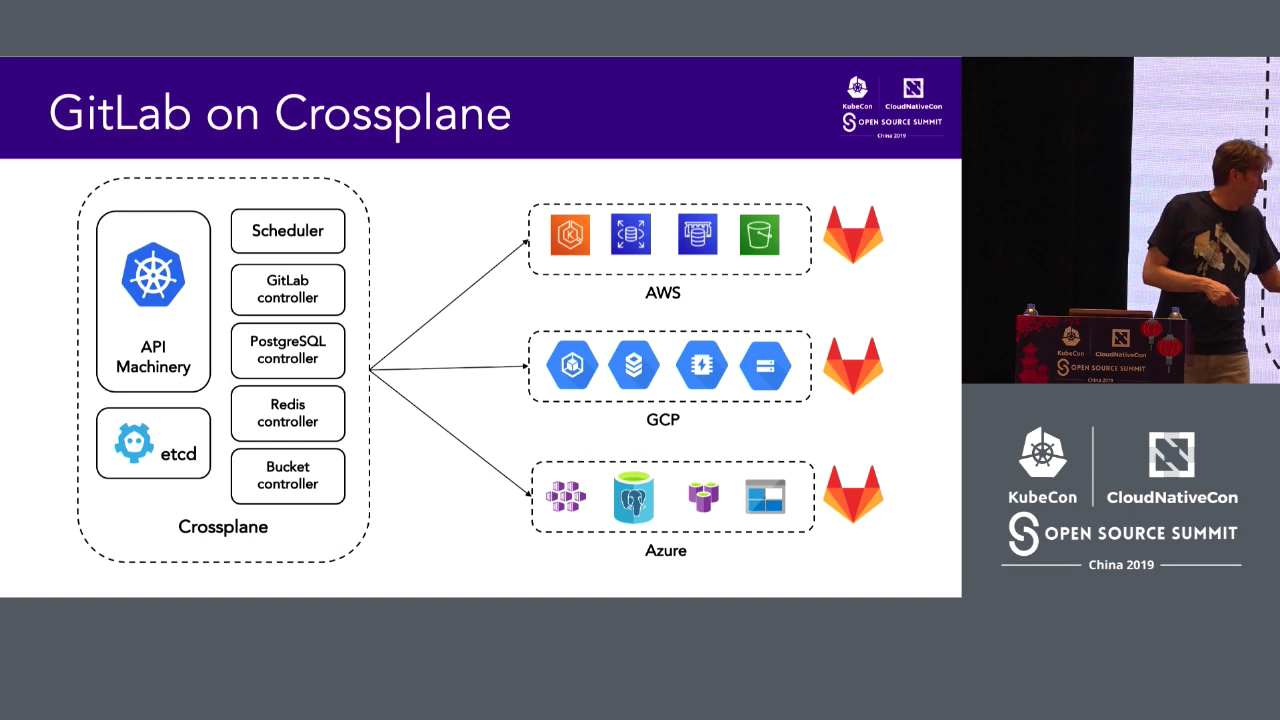 GitLab on Crossplane
KubeCon
CloudNativeCon
OPEN SOURCE SUMMIT
China 2019
API
Machinery
etcd
Scheduler
GitLab
controller
PostgreSQL
controller
Redis
controller
Bucket
controller
Crossplane
AWS
GCP
Azure
KubeCon
CloudNativeCon
OPEN SOURCE SUMMIT
China 2019
KubeCon
CloudNativeCon
OPEN SOURCE SUMMIT
China 2019